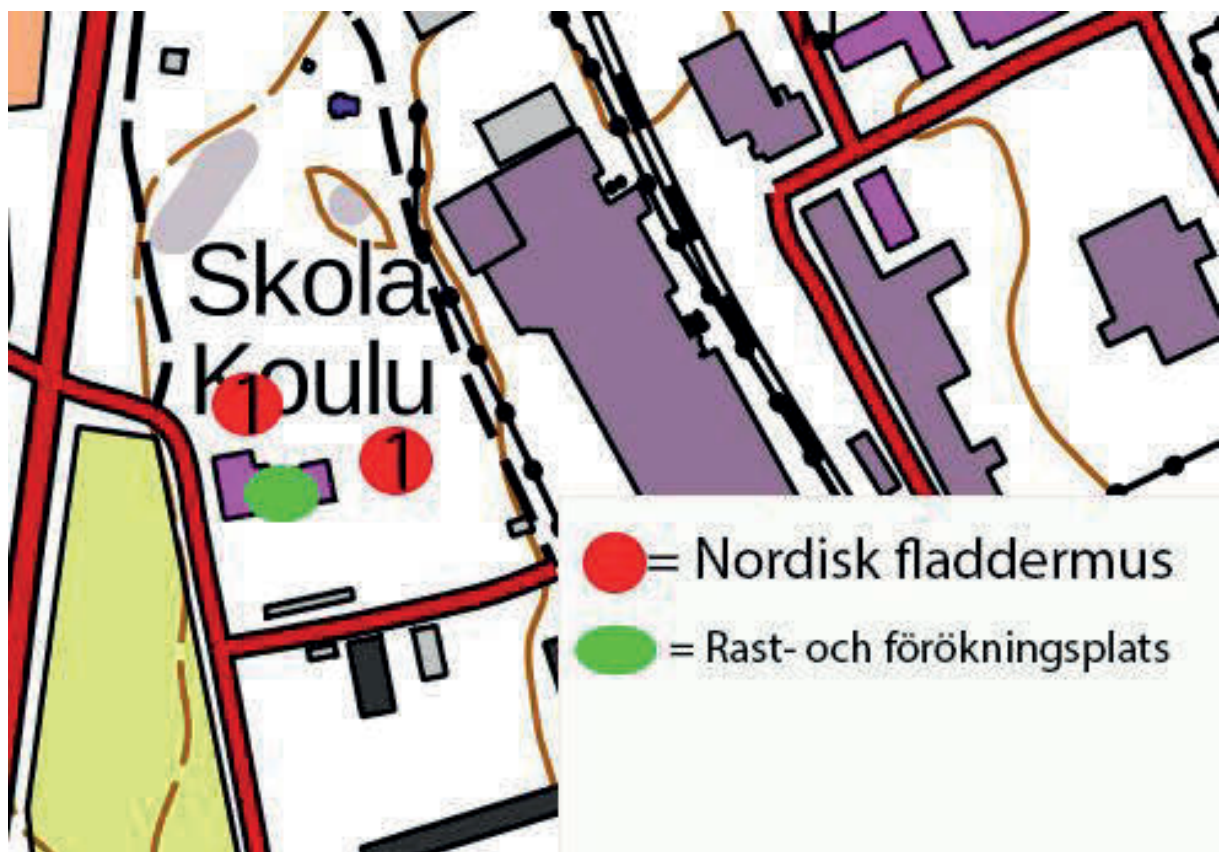 Skola
Koulu
1
1
= Nordisk fladdermus
= Rast- och förökningsplats